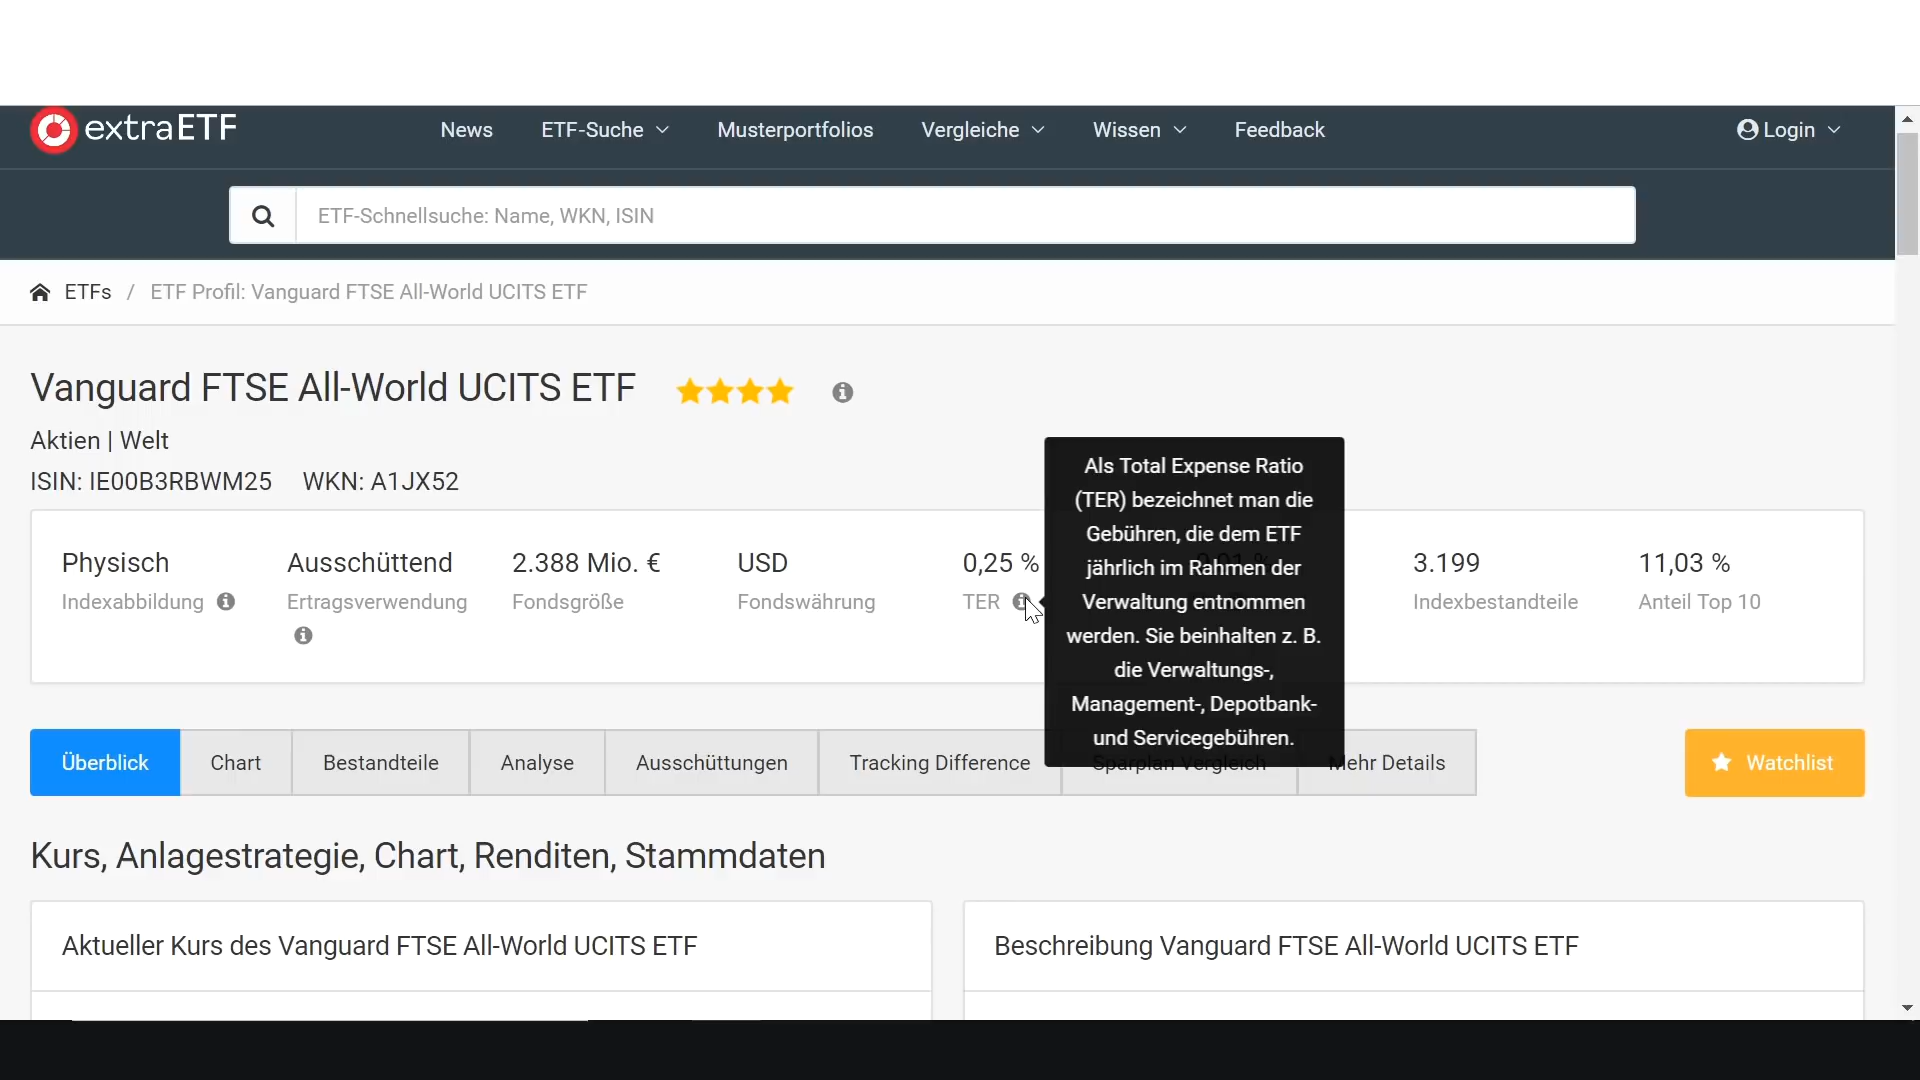 extraETF
News
ETF-Suche
Musterportfolios
Vergleiche
Wissen
Feedback
Login
ETF-Schnellsuche: Name, WKN, ISIN
ETFs / ETF Profil: Vanguard FTSE All-World UCITS ETF
Vanguard FTSE All-World UCITS ETF
Aktien | Welt
ISIN: IE00B3RBWM25 WKN: A1JX52
Physisch
Indexabbildung
Ausschüttend
Ertragsverwendung
2.388 Mio. €
Fondsgröße
USD
Fondswährung
0,25 %
TER
Als Total Expense Ratio
(TER) bezeichnet man die
Gebühren, die dem ETF
jährlich im Rahmen der
Verwaltung entnommen
werden. Sie beinhalten z. B.
die Verwaltungs-,
Management-, Depotbank-
und Servicegebühren.
3.199
Indexbestandteile
11,03 %
Anteil Top 10
Überblick
Chart
Bestandteile
Analyse
Ausschüttungen
Tracking Difference
Sparplan Vergleich
Mehr Details
Watchlist
Kurs, Anlagestrategie, Chart, Renditen, Stammdaten
Aktueller Kurs des Vanguard FTSE All-World UCITS ETF
Beschreibung Vanguard FTSE All-World UCITS ETF